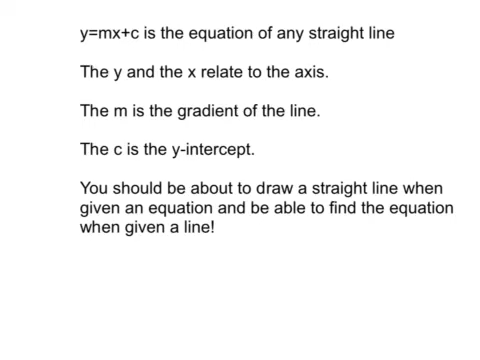 y=mx+c is the equation of any straight line
The y and the x relate to the axis.
The m is the gradient of the line.
The c is the y-intercept.
You should be about to draw a straight line when
given an equation and be able to find the equation
when given a line!